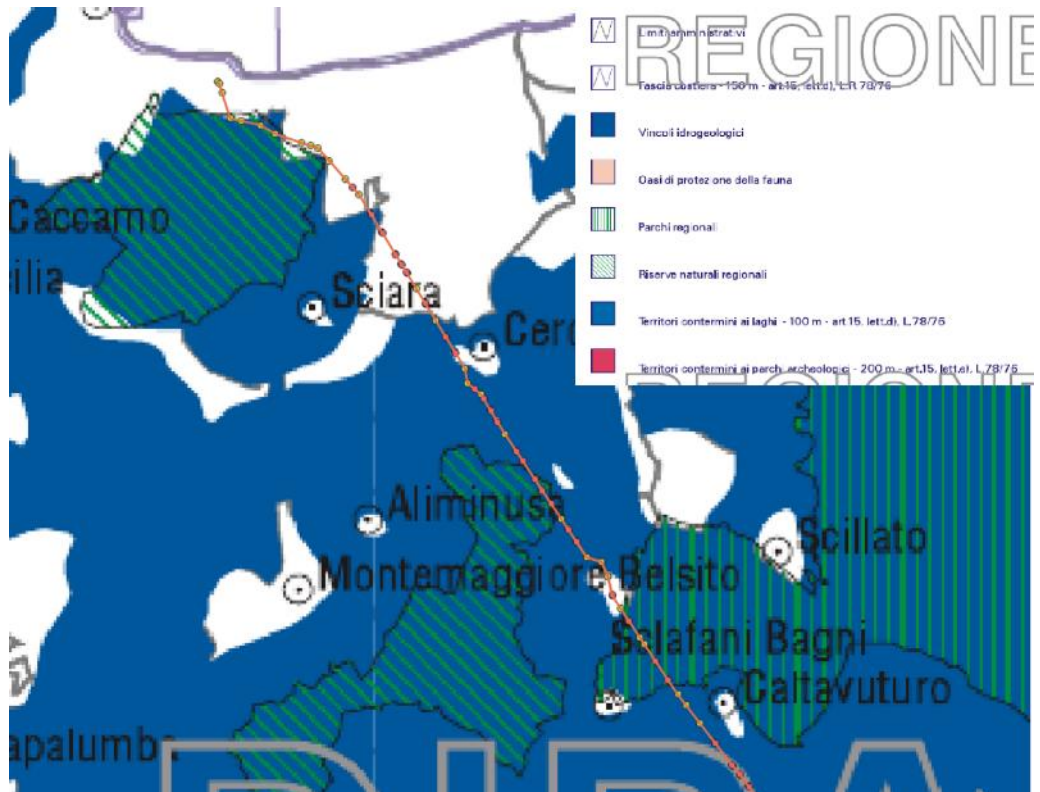 REGIONE
Limiti amministrativi
Fascia costiera - 150 m - art.15, lett.d), L.R 78/76
Vincoli idrogeologici
Oasi di protezione della fauna
Parchi regionali
Riserve naturali regionali
Territori contermini ai laghi - 100 m - art 15, lett.d), L.78/76
Territori contermini ai parch. archeologici - 200 m - art.15, lett.e), L.78/76
REGIONE
Caccamo
ilia
Sciara
Cerd
Aliminusa
Scillato
Montemaggiore Belsito
Sclafani Bagni
Caltavuturo
apalumba